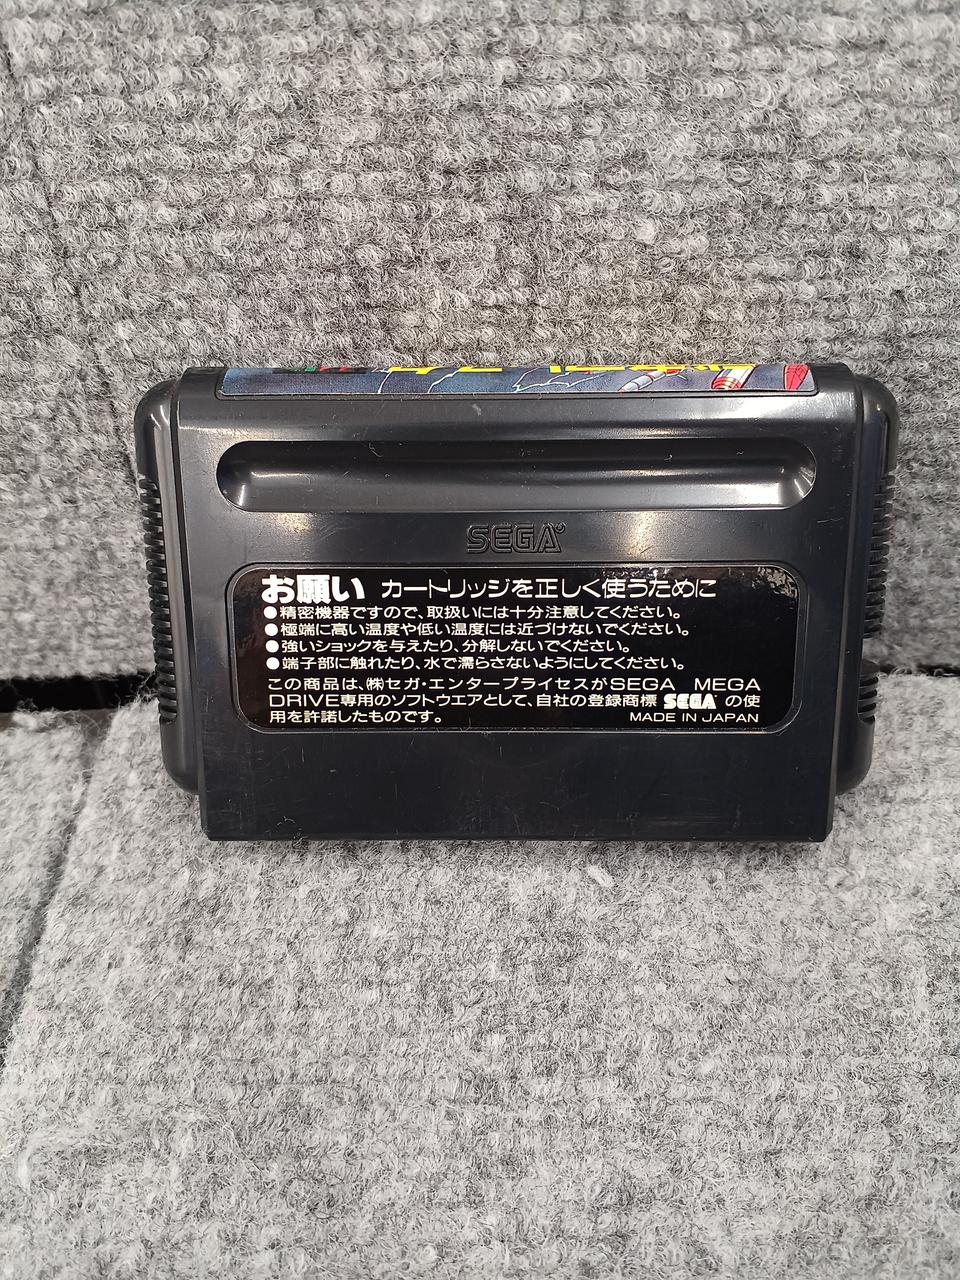 SEGA
お願い カートリッジを正しく使うために
●精密機器ですので、取扱いには十分注意してください。
●極端に高い温度や低い温度には近づけないでください。
●強いショックを与えたり、分解しないでください。
●端子部に触れたり、水で濡らさないようにしてください。
この商品は、㈱セガ・エンタープライセスがSEGA MEGA
DRIVE専用のソフトウエアとして、自社の登録商標 SEGA の使
用を許諾したものです。 MADE IN JAPAN